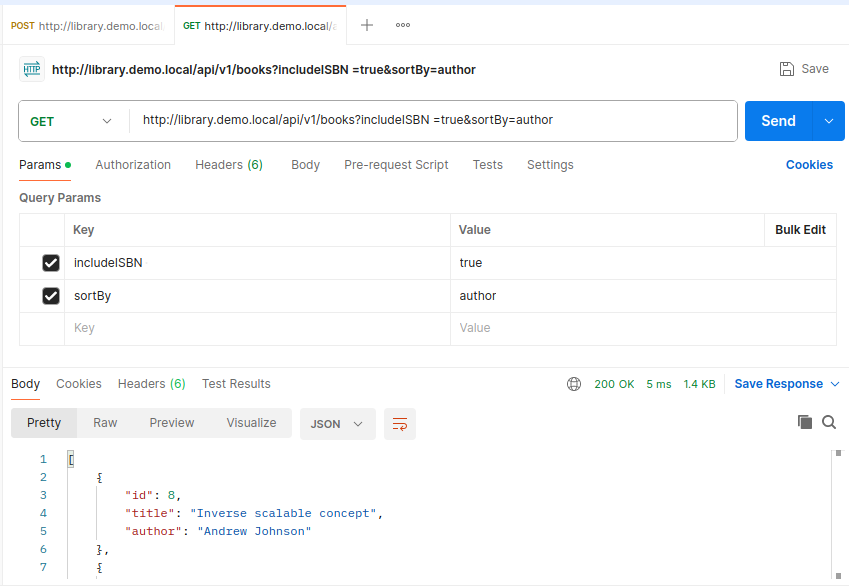 POST http://library.demo.local
GET http://library.demo.local/a
http://library.demo.local/api/v1/books?includeISBN =true&sortBy=author
Save
GET
http://library.demo.local/api/v1/books?includeISBN =true&sortBy=author
Send
Params
Authorization
Headers (6)
Body
Pre-request Script
Tests
Settings
Cookies
Query Params
Key
Value
Bulk Edit
includeISBN
true
sortBy
author
Key
Value
Body
Cookies
Headers (6)
Test Results
200 OK
5 ms
1.4 KB
Save Response
Pretty
Raw
Preview
Visualize
JSON
1 [
2 {
3 "id": 8,
4 "title": "Inverse scalable concept",
5 "author": "Andrew Johnson"
6 },
7 {